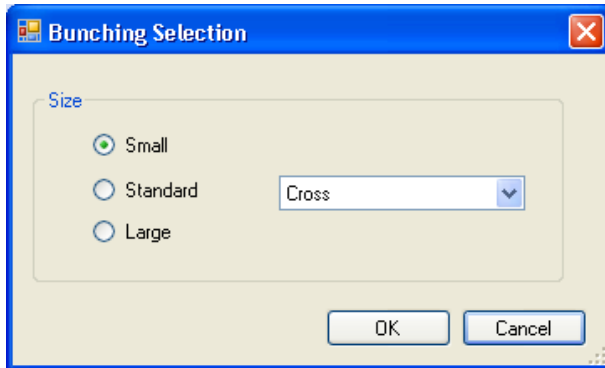 Bunching Selection
Size
Small
Standard
Cross
Large
OK
Cancel